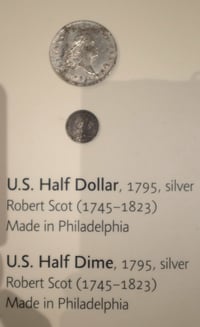 U.S. Half Dollar, 1795, silver
Robert Scot (1745–1823)
Made in Philadelphia
U.S. Half Dime, 1795, silver
Robert Scot (1745–1823)
Made in Philadelphia